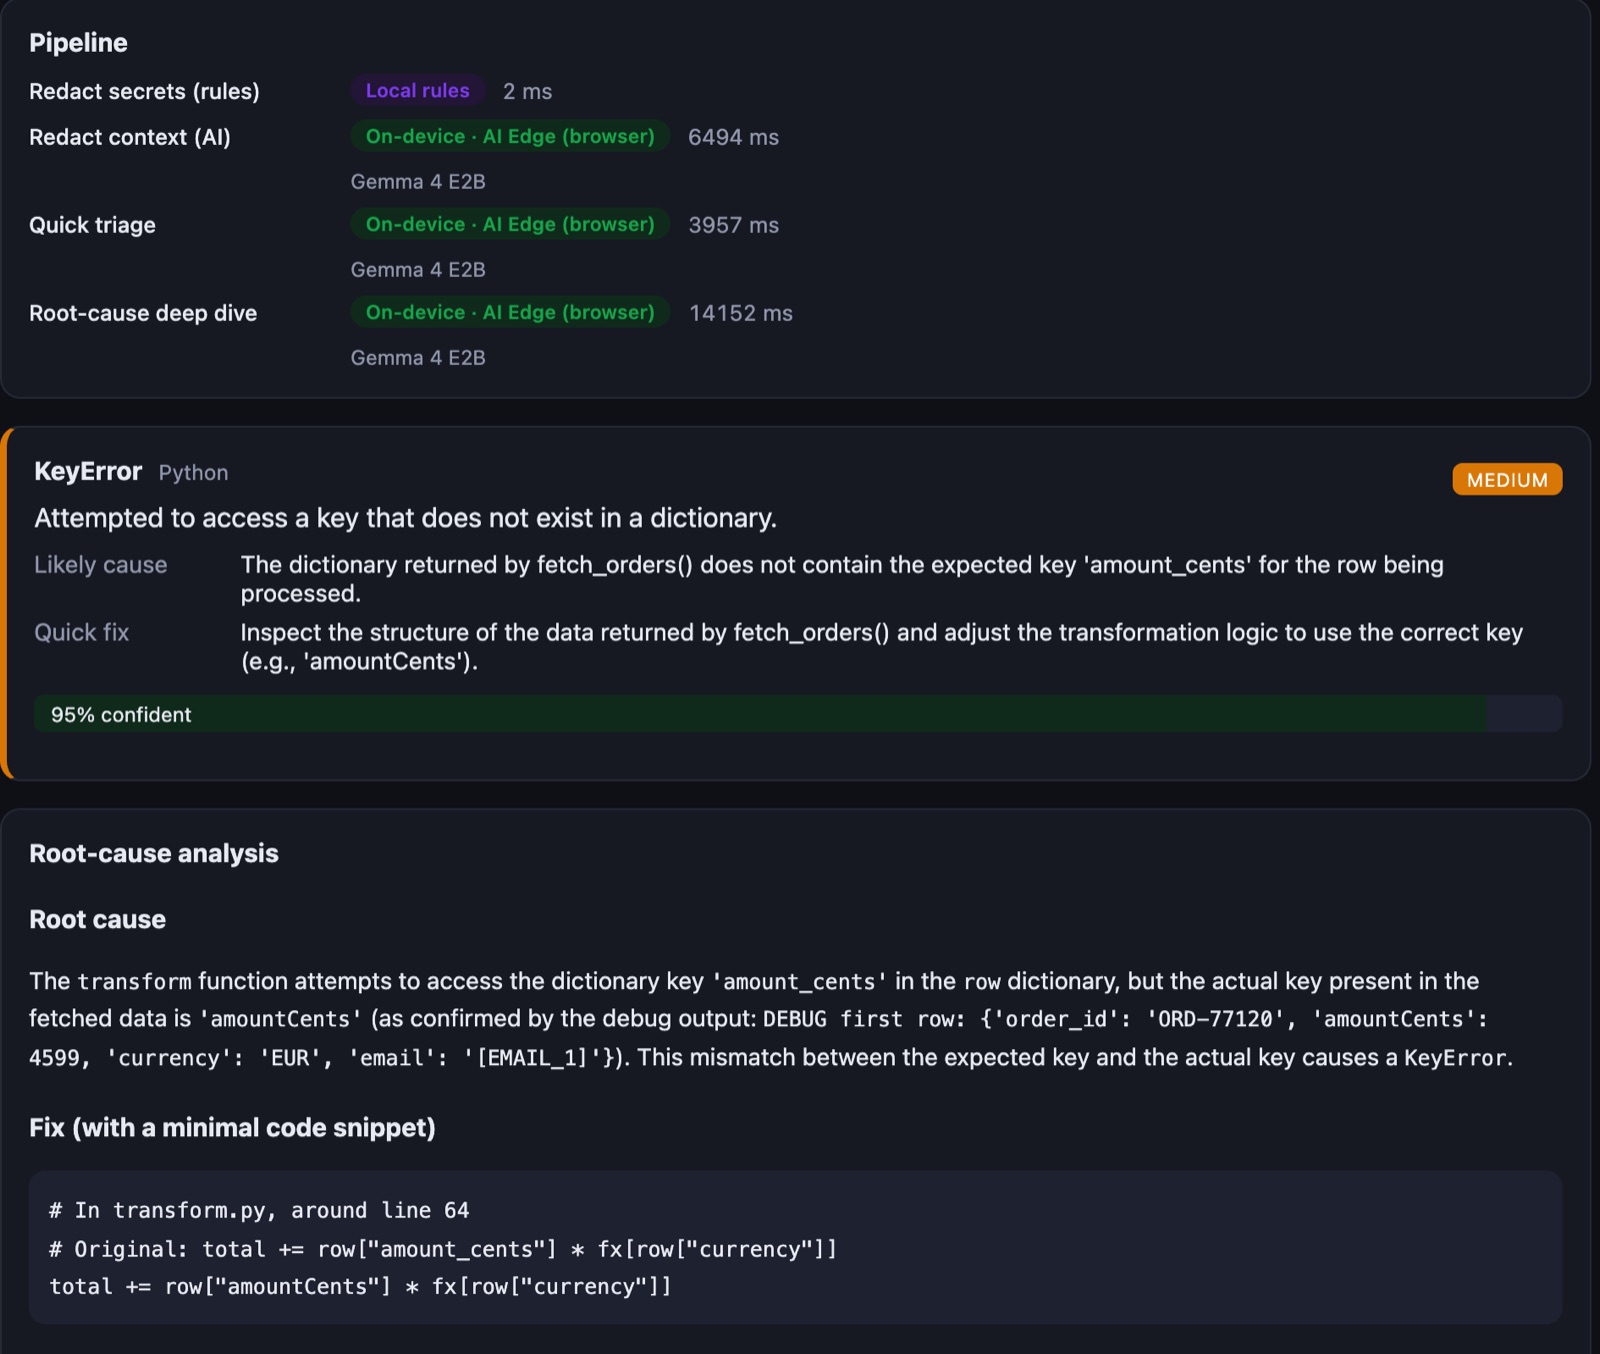 Pipeline
Redact secrets (rules) Local rules 2 ms
Redact context (AI) On-device · AI Edge (browser) 6494 ms
Gemma 4 E2B
Quick triage On-device · AI Edge (browser) 3957 ms
Gemma 4 E2B
Root-cause deep dive On-device · AI Edge (browser) 14152 ms
Gemma 4 E2B
KeyError Python
MEDIUM
Attempted to access a key that does not exist in a dictionary.
Likely cause The dictionary returned by fetch_orders() does not contain the expected key 'amount_cents' for the row being
processed.
Quick fix Inspect the structure of the data returned by fetch_orders() and adjust the transformation logic to use the correct key
(e.g., 'amountCents').
95% confident
Root-cause analysis
Root cause
The transform function attempts to access the dictionary key 'amount_cents' in the row dictionary, but the actual key present in the
fetched data is 'amountCents' (as confirmed by the debug output: DEBUG first row: {'order_id': 'ORD-77120', 'amountCents':
4599, 'currency': 'EUR', 'email': '[EMAIL_1]'}). This mismatch between the expected key and the actual key causes a KeyError.
Fix (with a minimal code snippet)
# In transform.py, around line 64
# Original: total += row["amount_cents"] * fx[row["currency"]]
total += row["amountCents"] * fx[row["currency"]]